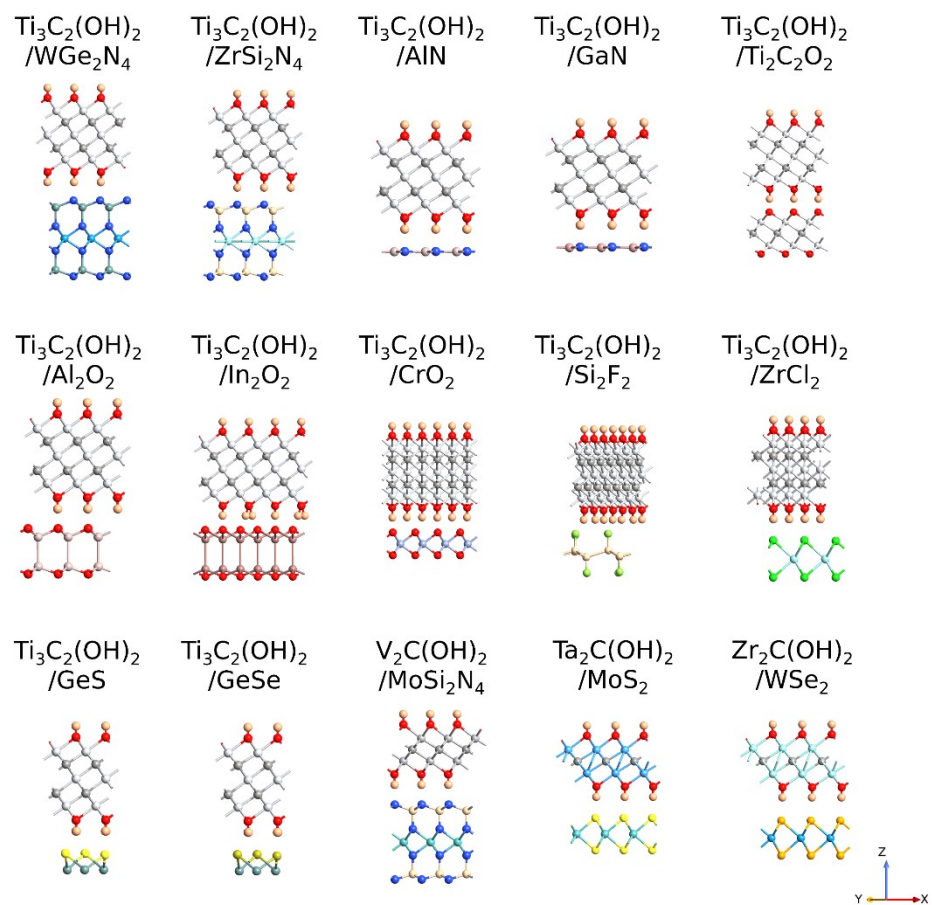 Ti₃C₂(OH)₂ Ti₃C₂(OH)₂ Ti₃C₂(OH)₂ Ti₃C₂(OH)₂ Ti₃C₂(OH)₂
/WGe₂N₄ /ZrSi₂N₄ /AlN /GaN /Ti₂C₂O₂
Ti₃C₂(OH)₂ Ti₃C₂(OH)₂ Ti₃C₂(OH)₂ Ti₃C₂(OH)₂ Ti₃C₂(OH)₂
/Al₂O₂ /In₂O₂ /CrO₂ /Si₂F₂ /ZrCl₂
Ti₃C₂(OH)₂ Ti₃C₂(OH)₂ V₂C(OH)₂ Ta₂C(OH)₂ Zr₂C(OH)₂
/GeS /GeSe /MoSi₂N₄ /MoS₂ /WSe₂
Z
Y X